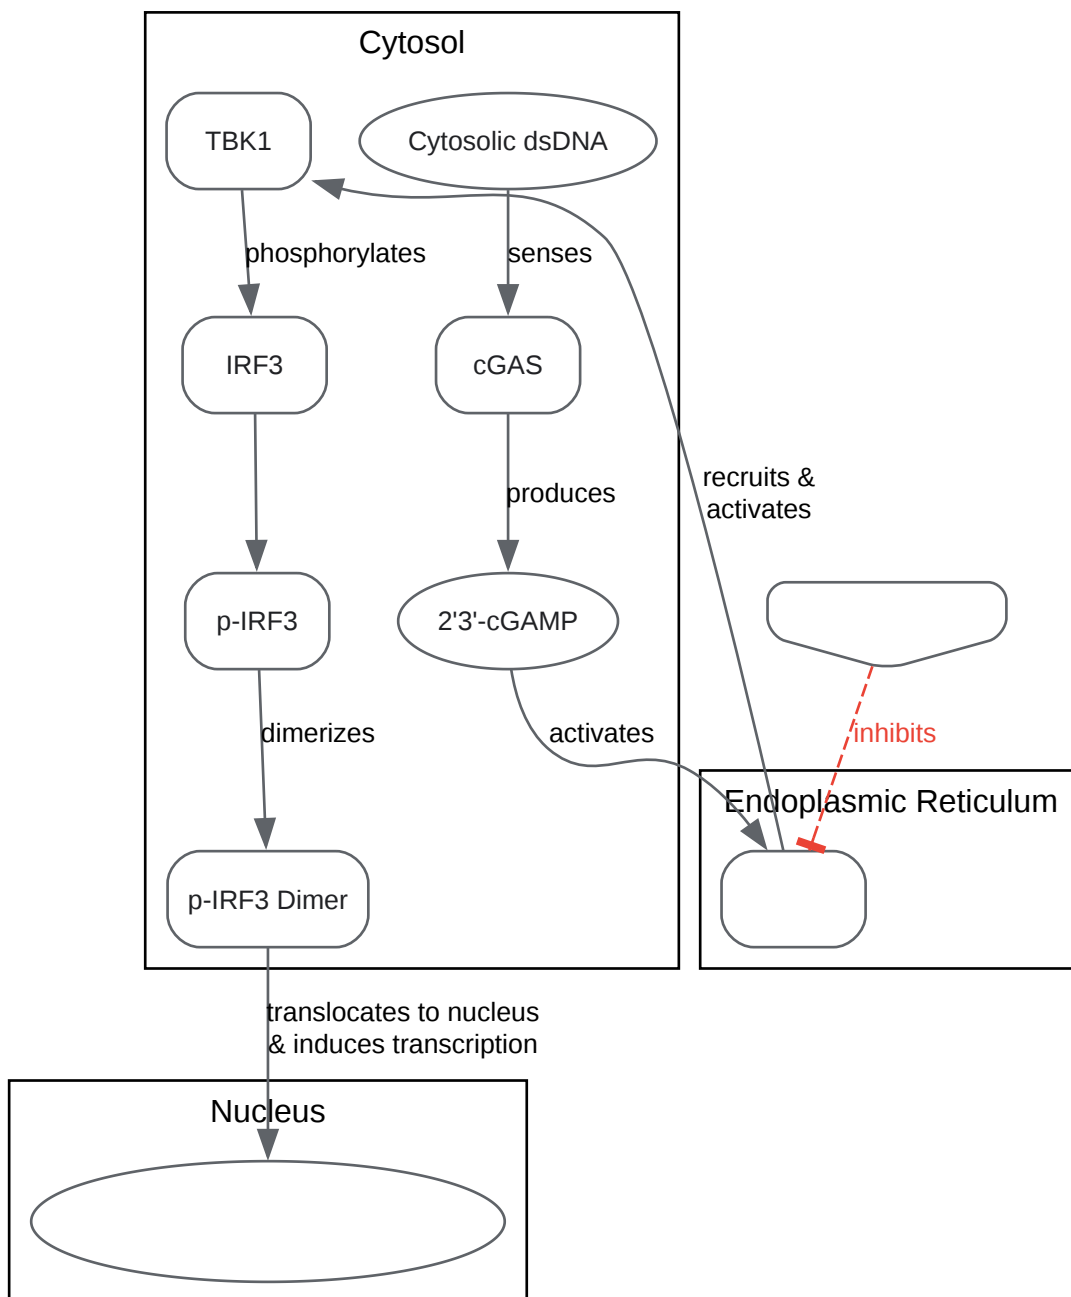 Cytosol
TBK1
Cytosolic dsDNA
phosphorylates
senses
IRF3
cGAS
recruits &
activates
produces
p-IRF3
2'3'-cGAMP
dimerizes
activates
inhibits
Endoplasmic Reticulum
p-IRF3 Dimer
translocates to nucleus
& induces transcription
Nucleus